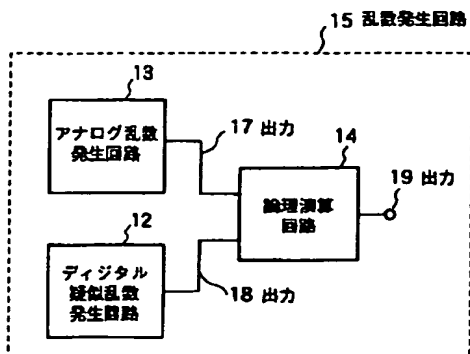 15 乱数発生回路
13
アナログ乱数
発生回路
17 出力
14
論理演算
回路
19 出力
12
ディジタル
疑似乱数
発生回路
18 出力